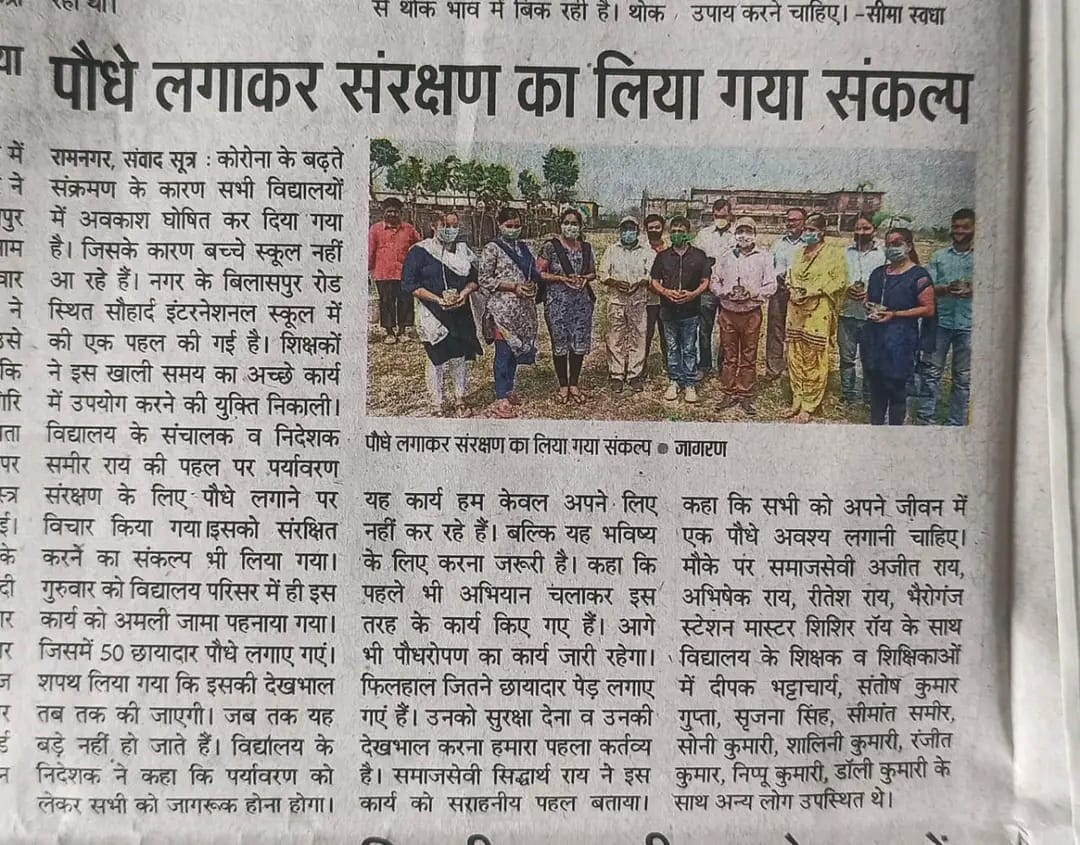 से थोक भाव में बिक रही है। थोक
उपाय करने चाहिए। -सीमा स्वधा
पौधे लगाकर संरक्षण का लिया गया संकल्प
रामनगर, संवाद सूत्र : कोरोना के बढ़ते
संक्रमण के कारण सभी विद्यालयों
में अवकाश घोषित कर दिया गया
है। जिसके कारण बच्चे स्कूल नहीं
आ रहे हैं। नगर के बिलासपुर रोड
स्थित सौहार्द इंटरनेशनल स्कूल में
की एक पहल की गई है। शिक्षकों
ने इस खाली समय का अच्छे कार्य
में उपयोग करने की युक्ति निकाली।
विद्यालय के संचालक व निदेशक
समीर राय की पहल पर पर्यावरण
संरक्षण के लिए पौधे लगाने पर
विचार किया गया।इसको संरक्षित
करने का संकल्प भी लिया गया।
गुरुवार को विद्यालय परिसर में ही इस
कार्य को अमली जामा पहनाया गया।
जिसमें 50 छायादार पौधे लगाए गएं।
शपथ लिया गया कि इसकी देखभाल
तब तक की जाएगी। जब तक यह
बड़े नहीं हो जाते हैं। विद्यालय के
निदेशक ने कहा कि पर्यावरण को
लेकर सभी को जागरूक होना होगा।
पौधे लगाकर संरक्षण का लिया गया संकल्प ● जागरण
यह कार्य हम केवल अपने लिए
नहीं कर रहे हैं। बल्कि यह भविष्य
के लिए करना जरूरी है। कहा कि
पहले भी अभियान चलाकर इस
तरह के कार्य किए गए हैं। आगे
भी पौधरोपण का कार्य जारी रहेगा।
फिलहाल जितने छायादार पेड़ लगाए
गएं हैं। उनको सुरक्षा देना व उनकी
देखभाल करना हमारा पहला कर्तव्य
है। समाजसेवी सिद्धार्थ राय ने इस
कार्य को सराहनीय पहल बताया।
कहा कि सभी को अपने जीवन में
एक पौधे अवश्य लगानी चाहिए।
मौके पर समाजसेवी अजीत राय,
अभिषेक राय, रीतेश राय, भैरोगंज
स्टेशन मास्टर शिशिर रॉय के साथ
विद्यालय के शिक्षक व शिक्षिकाओं
में दीपक भट्टाचार्य, संतोष कुमार
गुप्ता, सृजना सिंह, सीमांत समीर,
सोनी कुमारी, शालिनी कुमारी, रंजीत
कुमार, निप्पू कुमारी, डॉली कुमारी के
साथ अन्य लोग उपस्थित थे।